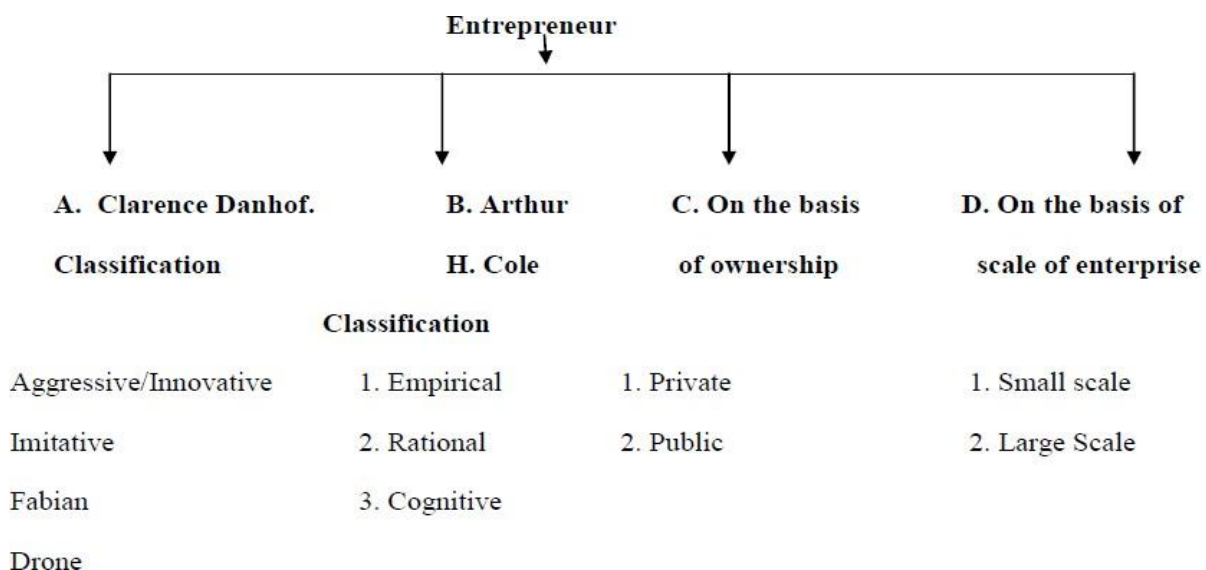 Entrepreneur
A. Clarence Danhof. B. Arthur C. On the basis D. On the basis of
Classification H. Cole of ownership scale of enterprise
Classification
Aggressive/Innovative 1. Empirical 1. Private 1. Small scale
Imitative 2. Rational 2. Public 2. Large Scale
Fabian 3. Cognitive
Drone